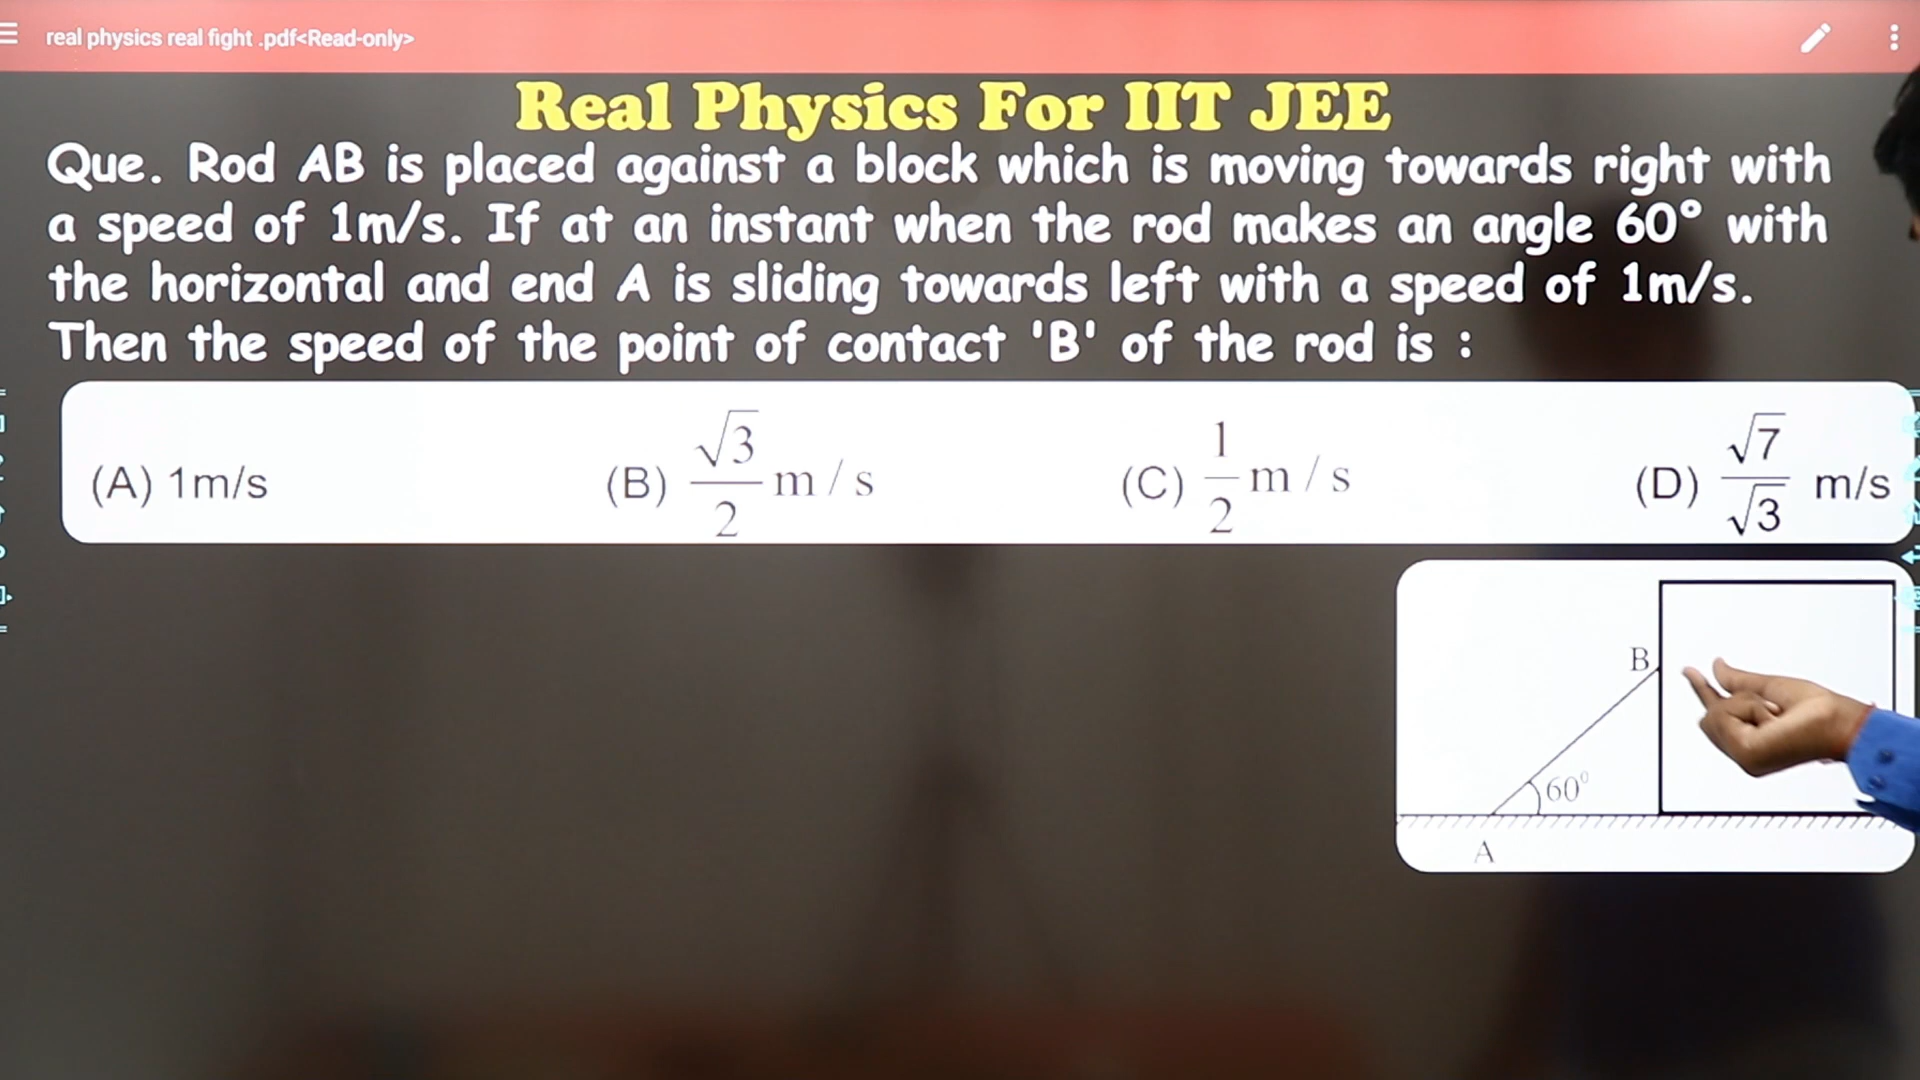 real physics real fight .pdf<Read-only>
Real Physics For IIT JEE
Que. Rod AB is placed against a block which is moving towards right with
a speed of 1m/s. If at an instant when the rod makes an angle 60° with
the horizontal and end A is sliding towards left with a speed of 1m/s.
Then the speed of the point of contact 'B' of the rod is :
(A) 1m/s (B) √3/2 m / s (C) 1/2 m / s (D) √7/√3 m/s
B
60⁰
A